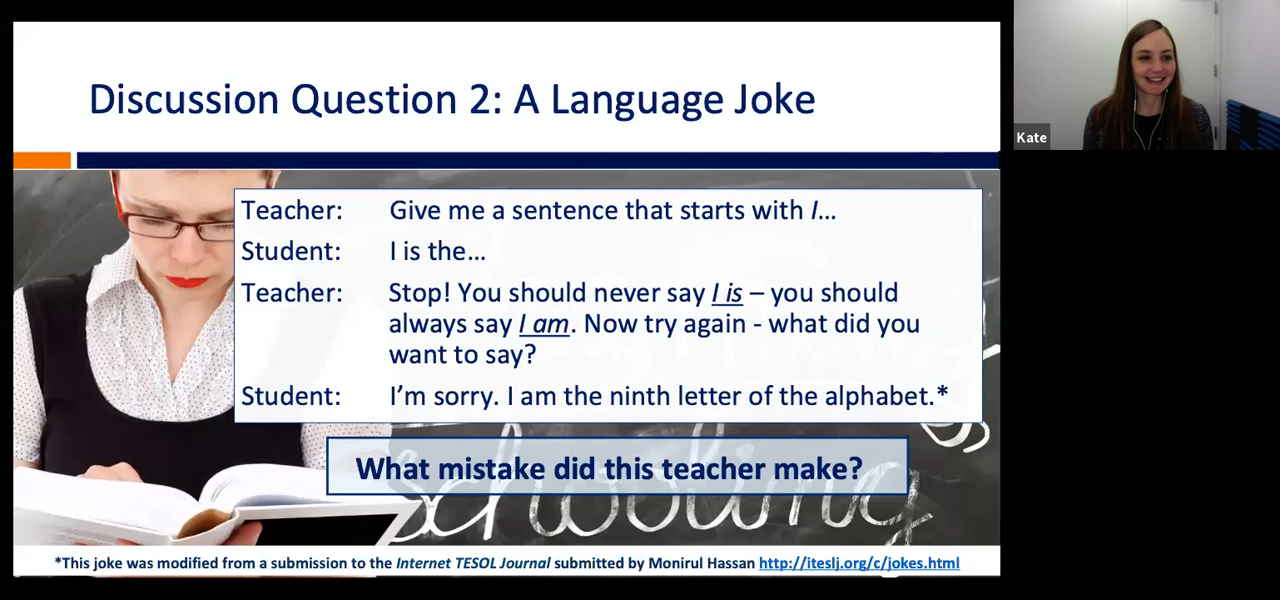 Discussion Question 2: A Language Joke
Kate
Teacher: Give me a sentence that starts with I…
Student: I is the…
Teacher: Stop! You should never say I is – you should
always say I am. Now try again - what did you
want to say?
Student: I'm sorry. I am the ninth letter of the alphabet.*
What mistake did this teacher make?
schooling
*This joke was modified from a submission to the Internet TESOL Journal submitted by Monirul Hassan http://iteslj.org/c/jokes.html